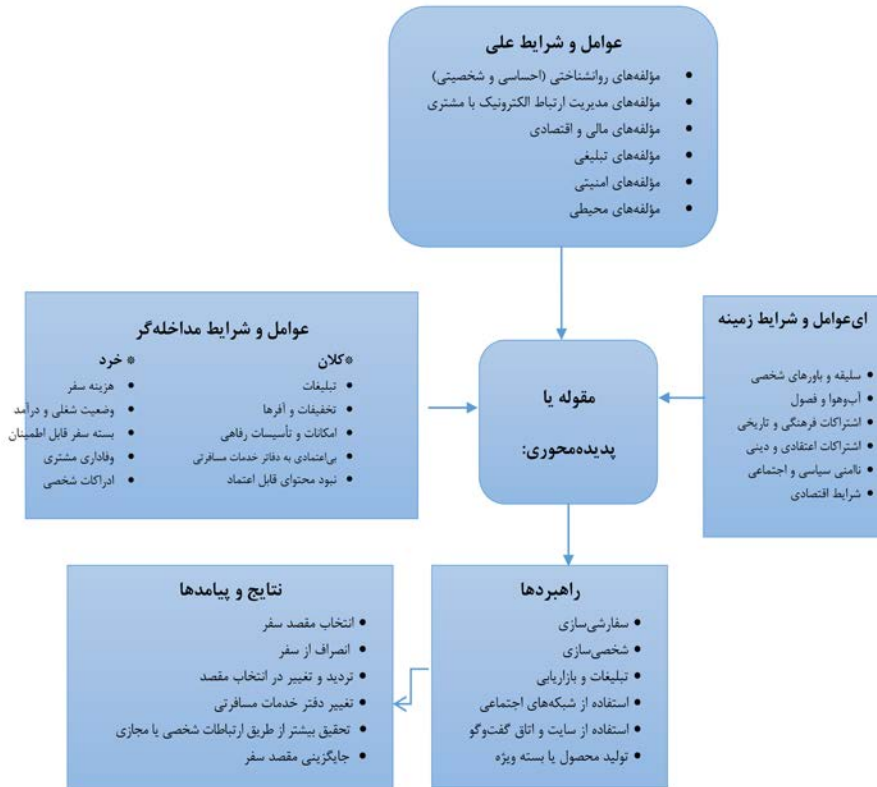 عوامل و شرایط علی
• مؤلفه‌های روانشناختی (احساسی و شخصیتی)
• مؤلفه‌های مدیریت ارتباط الکترونیک با مشتری
• مؤلفه‌های مالی و اقتصادی
• مؤلفه‌های تبلیغی
• مؤلفه‌های امنیتی
• مؤلفه‌های محیطی
ای‌عوامل و شرایط زمینه
• سلیقه و باورهای شخصی
• آب‌وهوا و فصول
• اشتراکات فرهنگی و تاریخی
• اشتراکات اعتقادی و دینی
• ناامنی سیاسی و اجتماعی
• شرایط اقتصادی
مقوله یا
پدیده‌محوری:
عوامل و شرایط مداخله‌گر
※کلان
• تبلیغات
• تخفیفات و آفرها
• امکانات و تأسیسات رفاهی
• بی‌اعتمادی به دفاتر خدمات مسافرتی
• نبود محتوای قابل اعتماد
※ خرد
• هزینه سفر
• وضعیت شغلی و درآمد
• بسته سفر قابل اطمینان
• وفاداری مشتری
• ادراکات شخصی
راهبردها
• سفارشی‌سازی
• شخصی‌سازی
• تبلیغات و بازاریابی
• استفاده از شبکه‌های اجتماعی
• استفاده از سایت و اتاق گفت‌وگو
• تولید محصول یا بسته ویژه
نتایج و پیامدها
• انتخاب مقصد سفر
• انصراف از سفر
• تردید و تغییر در انتخاب مقصد
• تغییر دفتر خدمات مسافرتی
• تحقیق بیشتر از طریق ارتباطات شخصی یا مجازی
• جایگزینی مقصد سفر